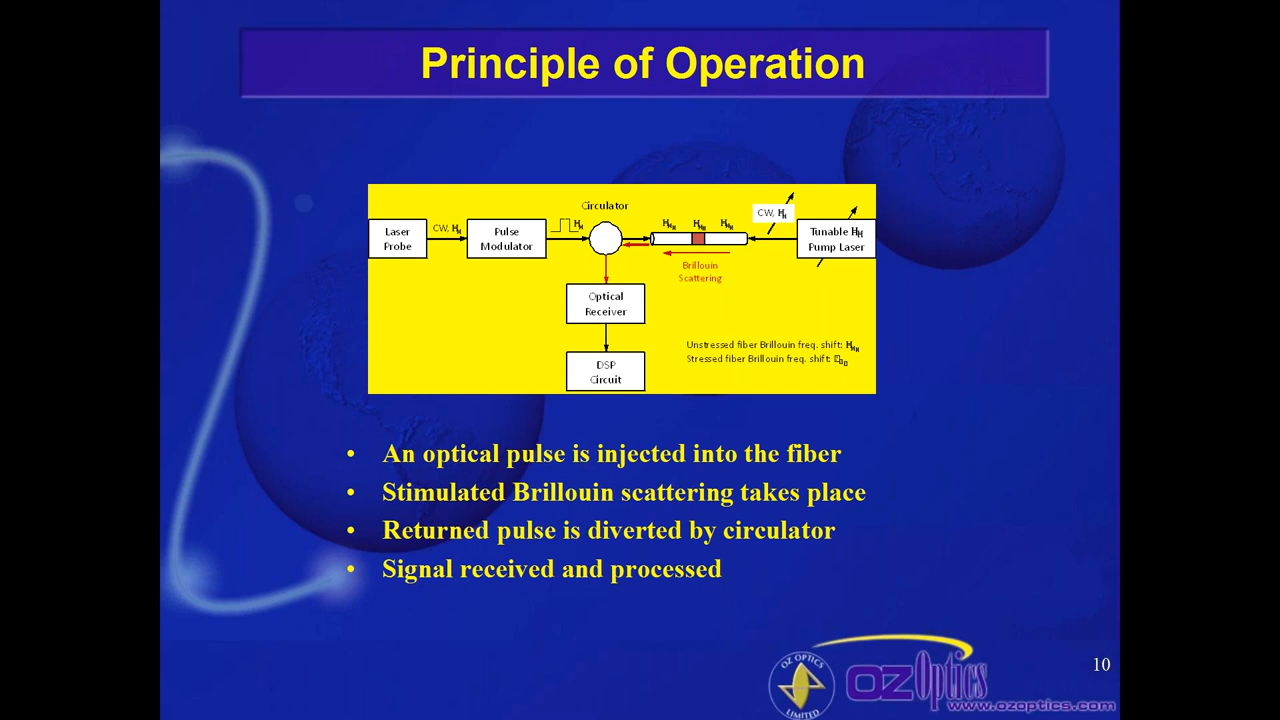 Principle of Operation
Circulator
Laser
Probe
CW,
Pulse
Modulator
CW,
Tunable
Pump Laser
Brillouin
Scattering
Optical
Receiver
DSP
Circuit
Unstressed fiber Brillouin freq. shift:
Stressed fiber Brillouin freq. shift:
• An optical pulse is injected into the fiber
• Stimulated Brillouin scattering takes place
• Returned pulse is diverted by circulator
• Signal received and processed
OZ OPTICS
LIMITED
OZ Optics
www.ozoptics.com
10